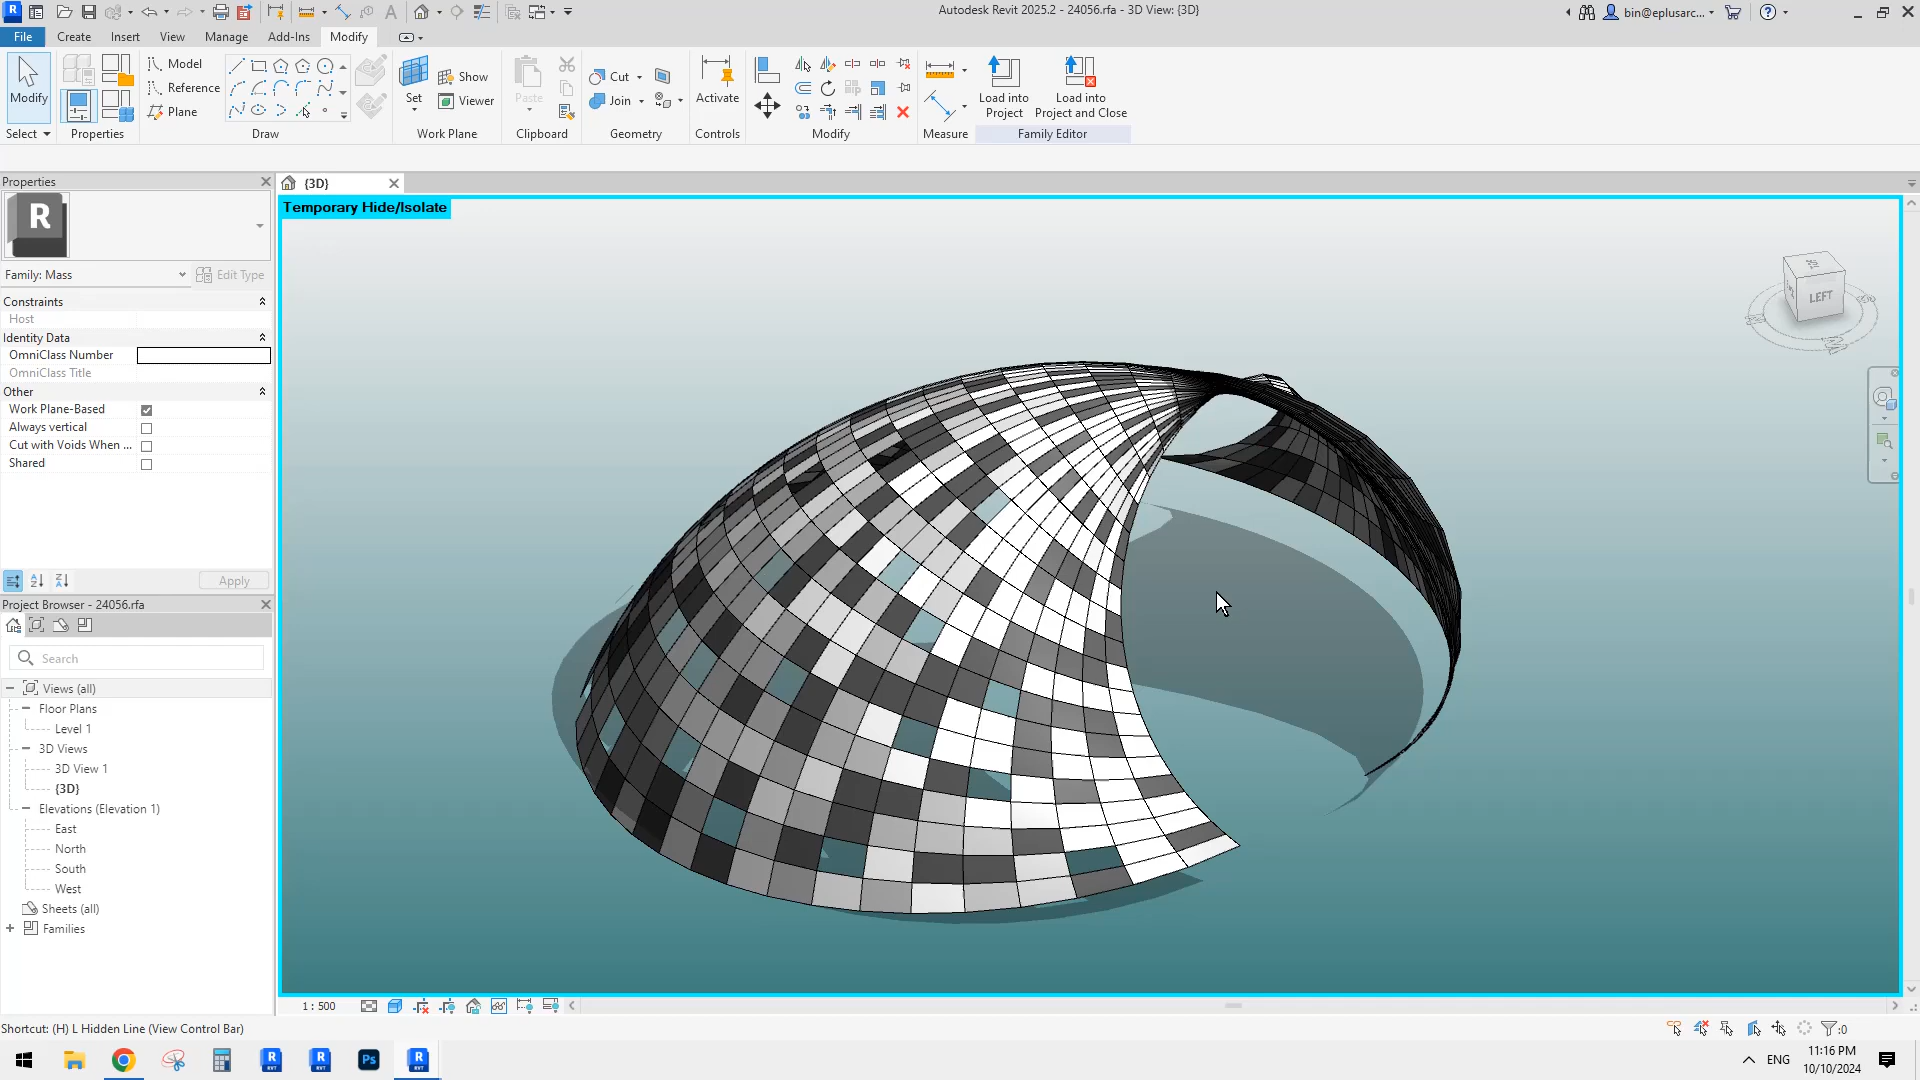 Autodesk Revit 2025.2 - 24056.rfa - 3D View: {3D}
bin@eplusarc...
File
Create
Insert
View
Manage
Add-Ins
Modify
Modify
Model
Reference
Plane
Set
Show
Viewer
Paste
Cut
Join
Activate
Load into
Project
Load into
Project and Close
Select
Properties
Draw
Work Plane
Clipboard
Geometry
Controls
Modify
Measure
Family Editor
Properties
{3D}
Temporary Hide/Isolate
R
Family: Mass
Edit Type
Constraints
Host
Identity Data
OmniClass Number
OmniClass Title
Other
Work Plane-Based
Always vertical
Cut with Voids When ...
Shared
LEFT
Apply
Project Browser - 24056.rfa
Search
Views (all)
Floor Plans
Level 1
3D Views
3D View 1
{3D}
Elevations (Elevation 1)
East
North
South
West
Sheets (all)
Families
1 : 500
Shortcut: (H) L Hidden Line (View Control Bar)
:0
Ps
ENG
11:16 PM
10/10/2024